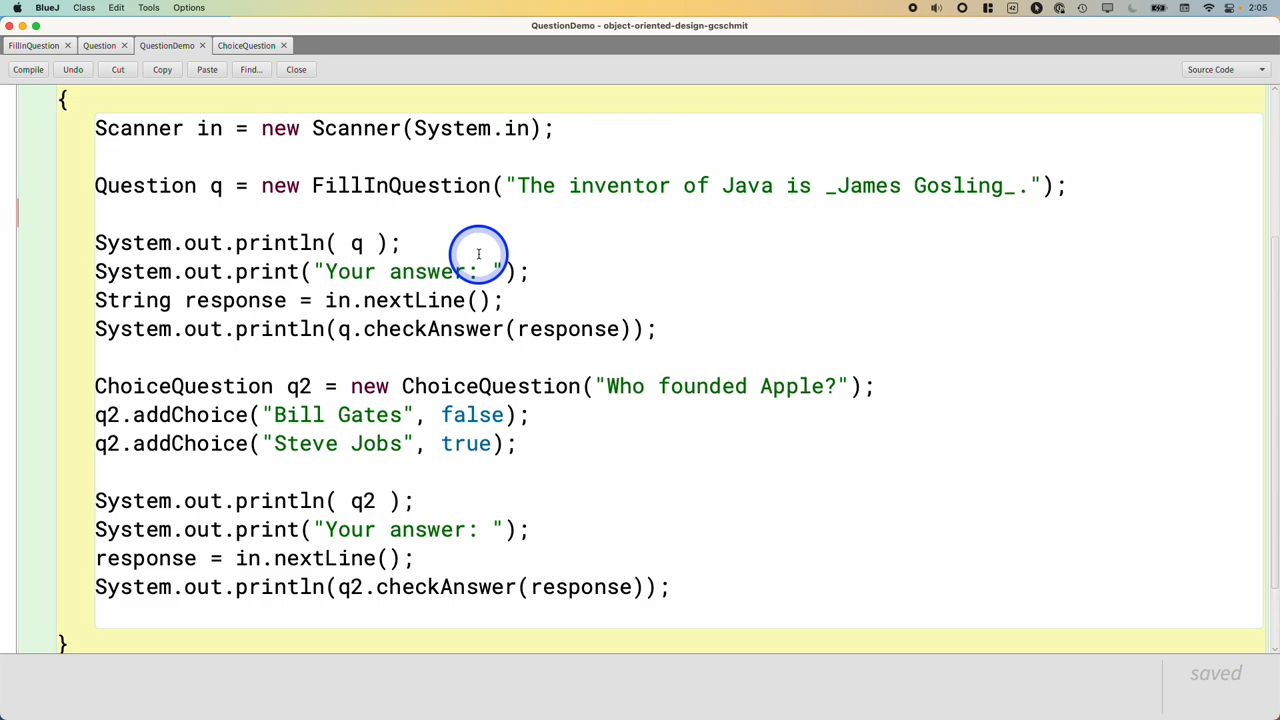 BlueJ Class Edit Tools Options 42 2:05
QuestionDemo - object-oriented-design-gcschmit
FillInQuestion × Question × QuestionDemo × ChoiceQuestion ×
Compile Undo Cut Copy Paste Find... Close Source Code
{
Scanner in = new Scanner(System.in);
Question q = new FillInQuestion("The inventor of Java is _James Gosling_.");
System.out.println( q );
System.out.print("Your answer: ");
String response = in.nextLine();
System.out.println(q.checkAnswer(response));
ChoiceQuestion q2 = new ChoiceQuestion("Who founded Apple?");
q2.addChoice("Bill Gates", false);
q2.addChoice("Steve Jobs", true);
System.out.println( q2 );
System.out.print("Your answer: ");
response = in.nextLine();
System.out.println(q2.checkAnswer(response));
}
saved